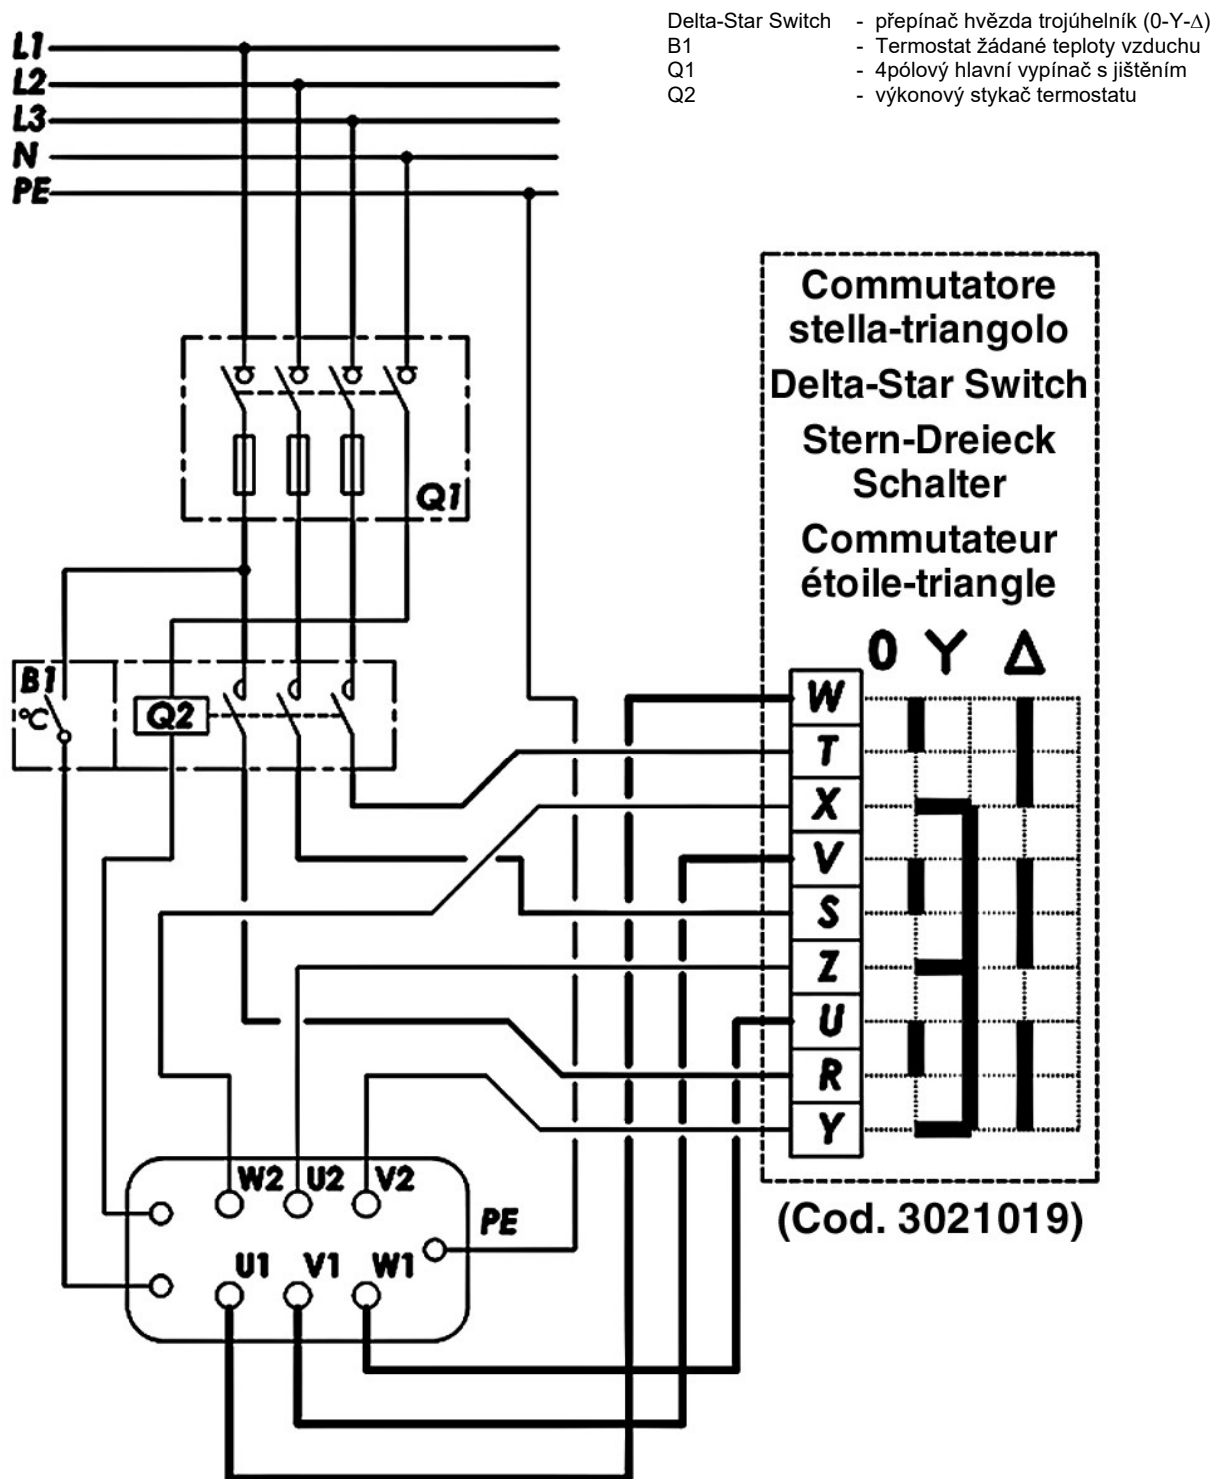 Delta-Star Switch - přepínač hvězda trojúhelník (0-Y-Δ)
B1 - Termostat žádané teploty vzduchu
Q1 - 4pólový hlavní vypínač s jištěním
Q2 - výkonový stykač termostatu
L1
L2
L3
N
PE
Commutatore
stella-triangolo
Delta-Star Switch
Stern-Dreieck
Schalter
Commutateur
étoile-triangle
Q1
0 Y Δ
B1
°C
Q2
W
T
X
V
S
Z
U
R
Y
W2 U2 V2
PE
U1 V1 W1
(Cod. 3021019)